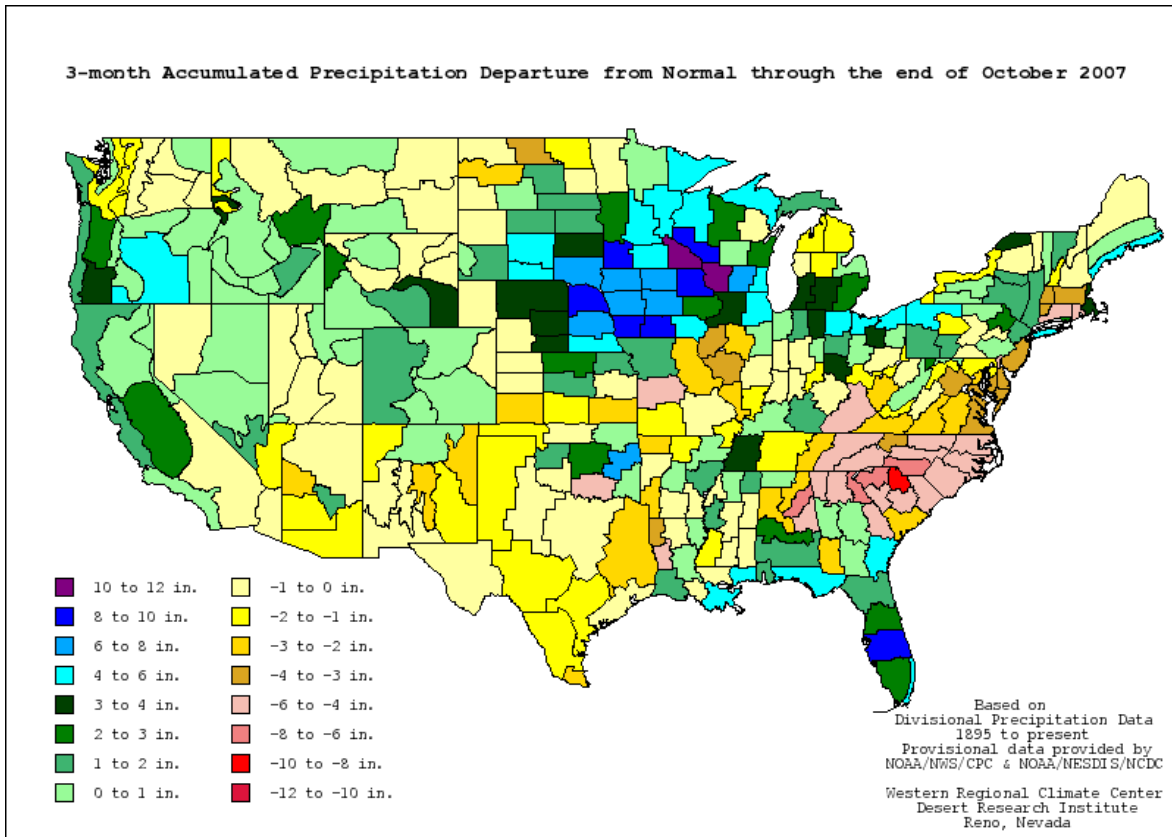 3-month Accumulated Precipitation Departure from Normal through the end of October 2007
10 to 12 in.
8 to 10 in.
6 to 8 in.
4 to 6 in.
3 to 4 in.
2 to 3 in.
1 to 2 in.
0 to 1 in.
-1 to 0 in.
-2 to -1 in.
-3 to -2 in.
-4 to -3 in.
-6 to -4 in.
-8 to -6 in.
-10 to -8 in.
-12 to -10 in.
Based on
Divisional Precipitation Data
1895 to present
Provisional data provided by
NOAA/NWS/CPC & NOAA/NESDIS/NCDC
Western Regional Climate Center
Desert Research Institute
Reno, Nevada